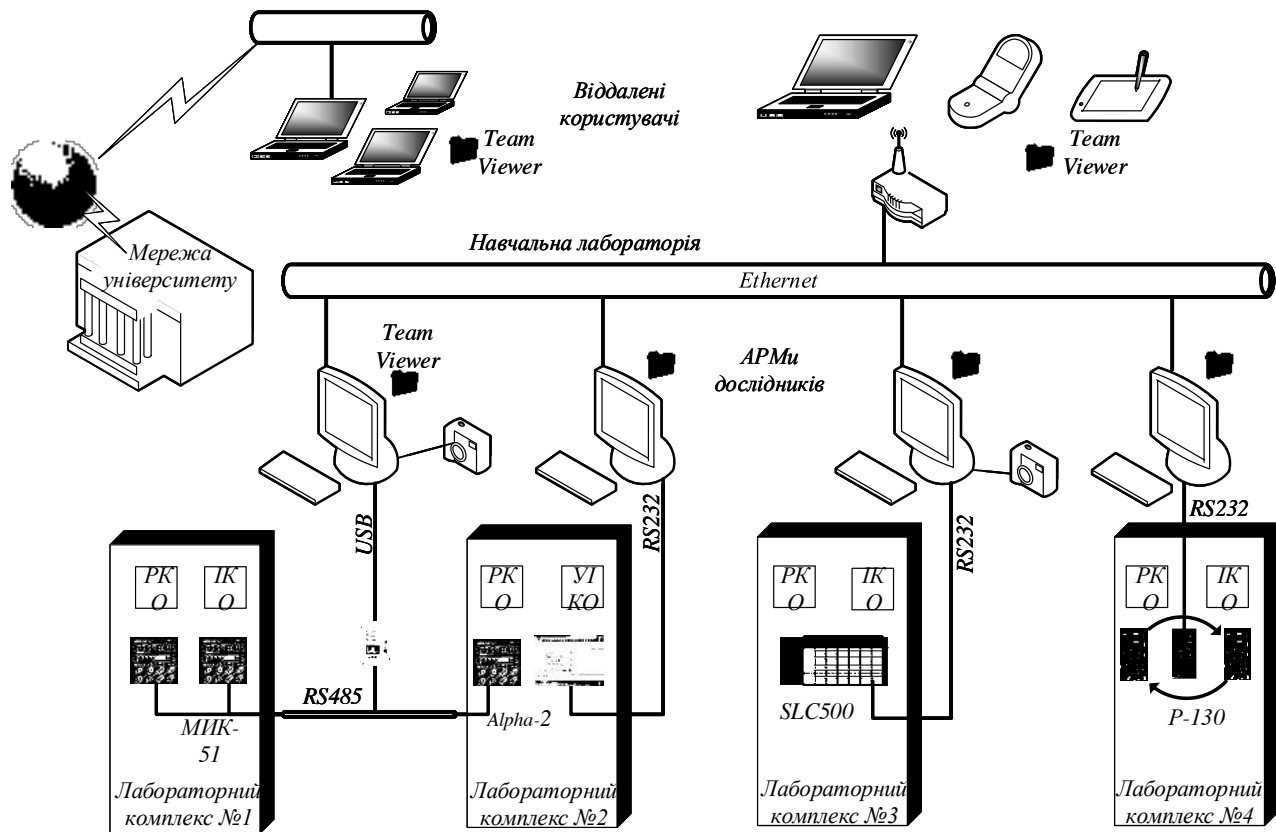 Віддалені
користувачі
Team
Viewer
Team
Viewer
Мережа
університету
Навчальна лабораторія
Ethernet
Team
Viewer
АРМи
дослідників
USB
RS232
RS232
RS232
РК
О
ІК
О
РК
О
УІ
КО
РК
О
ІК
О
РК
О
ІК
О
RS485
МИК-
51
Alpha-2
SLC500
Р-130
Лабораторний
комплекс №1
Лабораторний
комплекс №2
Лабораторний
комплекс №3
Лабораторний
комплекс №4